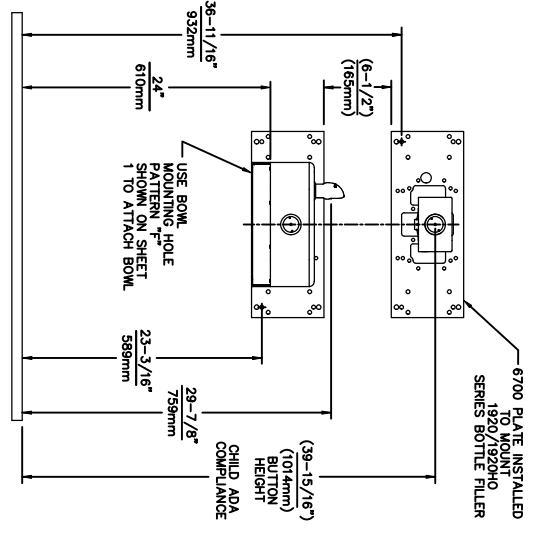 36-11/16"
932mm
24"
610mm
(6-1/2")
(165mm)
USE BOWL
MOUNTING HOLE
PATTERN "F"
SHOWN ON SHEET
1 TO ATTACH BOWL
6700 PLATE INSTALLED
TO MOUNT
1920/1920HO
SERIES BOTTLE FILLER
23-3/16"
589mm
29-7/8"
759mm
(39-15/16")
(1014mm)
BUTTON
HEIGHT
CHILD ADA
COMPLIANCE